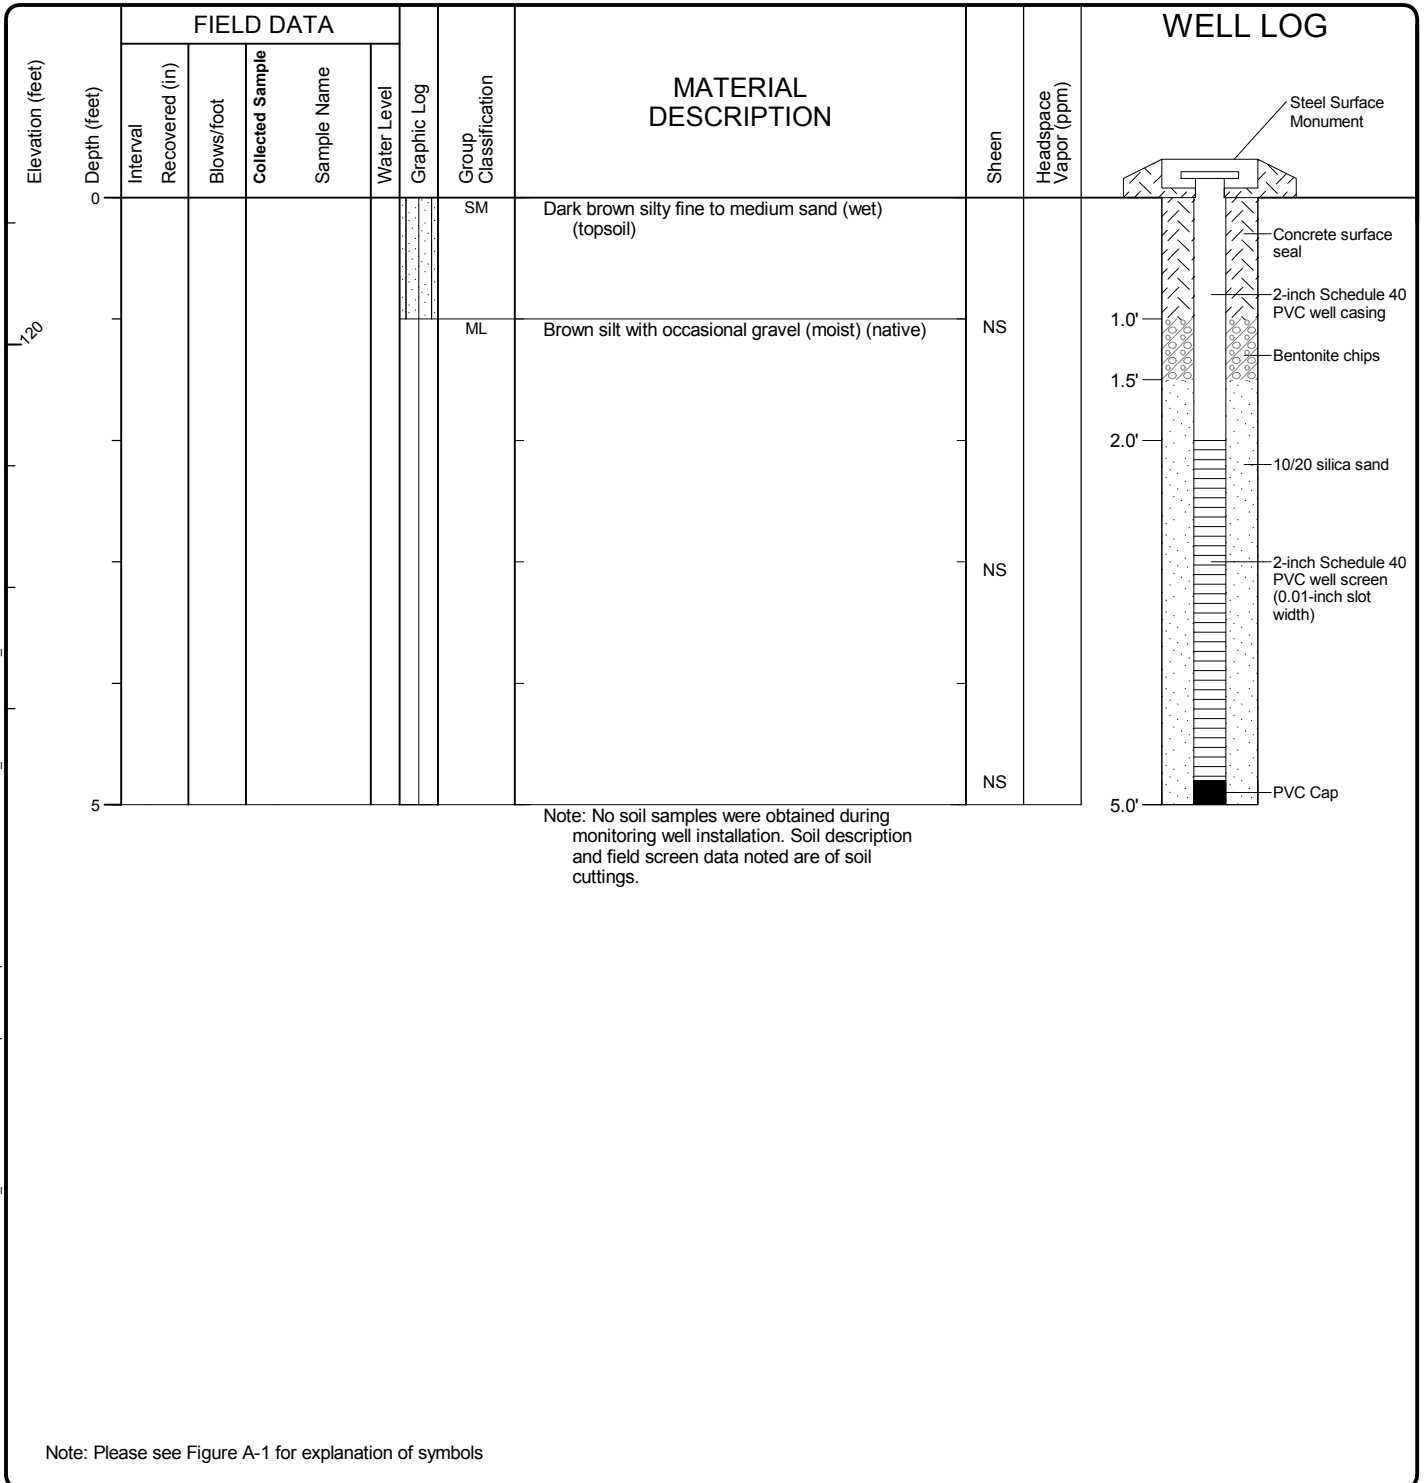 FIELD DATA
WELL LOG
Elevation (feet)
Depth (feet)
Interval
Recovered (in)
Blows/foot
Collected Sample
Sample Name
Water Level
Graphic Log
Group
Classification
MATERIAL
DESCRIPTION
Sheen
Headspace
Vapor (ppm)
Steel Surface
Monument
0
SM
Dark brown silty fine to medium sand (wet)
(topsoil)
Concrete surface
seal
2-inch Schedule 40
PVC well casing
120
ML
Brown silt with occasional gravel (moist) (native)
NS
1.0'
Bentonite chips
1.5'
2.0'
10/20 silica sand
NS
2-inch Schedule 40
PVC well screen
(0.01-inch slot
width)
NS
PVC Cap
5
5.0'
Note: No soil samples were obtained during
monitoring well installation. Soil description
and field screen data noted are of soil
cuttings.
Note: Please see Figure A-1 for explanation of symbols